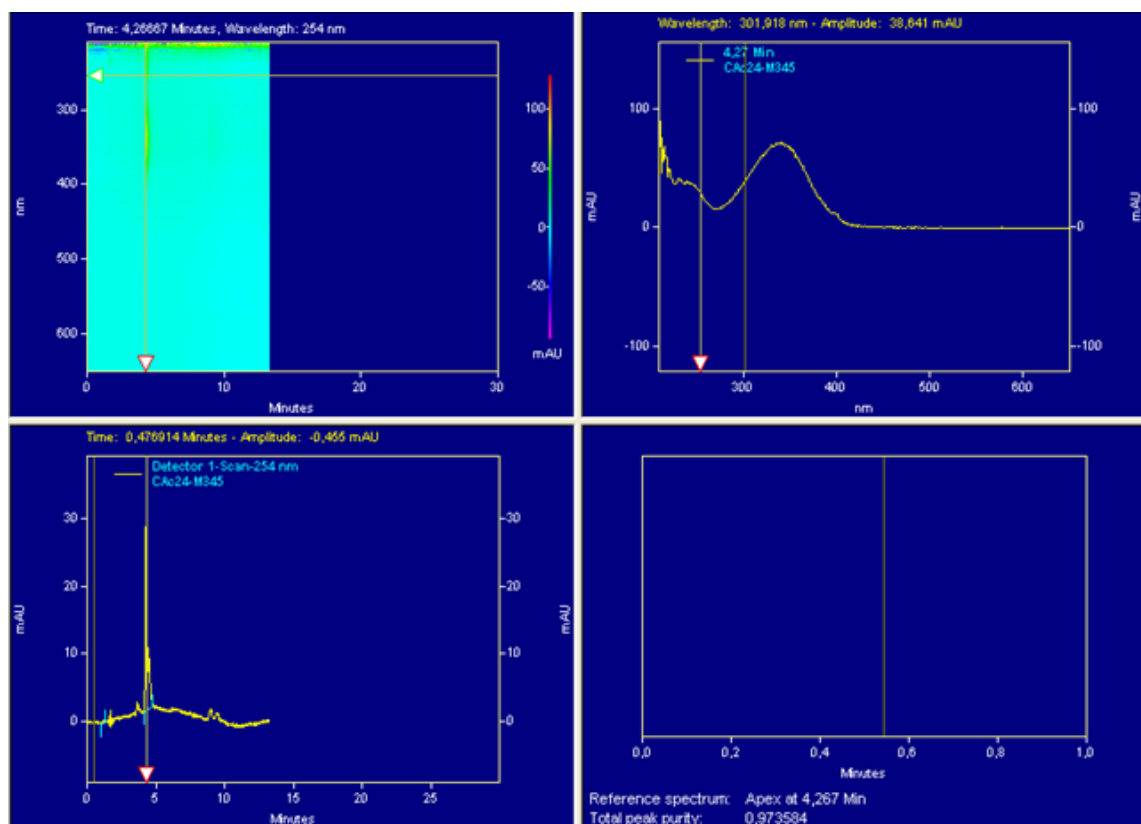 Time: 4,26667 Minutes, Wavelength: 254 nm
300
400
500
600
nm
0
10
20
30
Minutes
100
50
0
-50
mAU
Wavelength: 301,918 nm - Amplitude: 38,641 mAU
4,27 Min
CAc24-M345
100
0
-100
mAU
100
0
-100
mAU
300
400
500
600
nm
Time: 0,476914 Minutes - Amplitude: -0,455 mAU
Detector 1-Scan-254 nm
CAc24-M345
30
20
10
0
mAU
30
20
10
0
mAU
0
5
10
15
20
25
Minutes
0,0
0,2
0,4
0,6
0,8
1,0
Minutes
Reference spectrum: Apex at 4,267 Min
Total peak purity: 0,973584